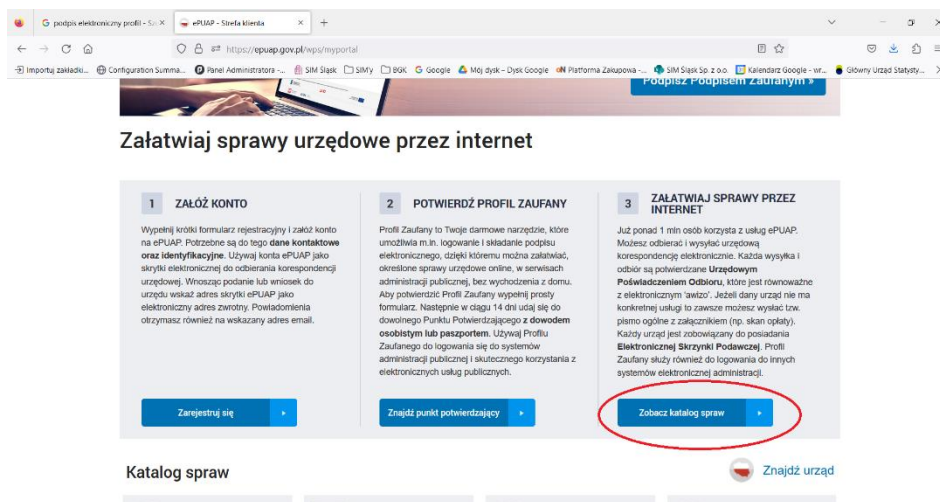 podpis elektroniczny profil - Sz
ePUAP - Strefa klienta
https://epuap.gov.pl/wps/myportal
Importuj zakładki...
Configuration Summa...
Panel Administratora -...
SIM Śląsk
SIM'y
BGK
Google
Mój dysk – Dysk Google
Platforma Zakupowa -...
SIM Śląsk Sp. z o.o.
Kalendarz Google - wr...
Główny Urząd Statysty...
Podpisz Podpisem Zaufanym »
Załatwiaj sprawy urzędowe przez internet
1 ZAŁÓŻ KONTO
Wypełnij krótki formularz rejestracyjny i załóż konto
na ePUAP. Potrzebne są do tego dane kontaktowe
oraz identyfikacyjne. Używaj konta ePUAP jako
skrytki elektronicznej do odbierania korespondencji
urzędowej. Wnosząc podanie lub wniosek do
urzędu wskaż adres skrytki ePUAP jako
elektroniczny adres zwrotny. Powiadomienia
otrzymasz również na wskazany adres email.
Zarejestruj się
2 POTWIERDŹ PROFIL ZAUFANY
Profil Zaufany to Twoje darmowe narzędzie, które
umożliwia m.in. logowanie i składanie podpisu
elektronicznego, dzięki któremu można załatwiać,
określone sprawy urzędowe online, w serwisach
administracji publicznej, bez wychodzenia z domu.
Aby potwierdzić Profil Zaufany wypełnij prosty
formularz. Następnie w ciągu 14 dni udaj się do
dowolnego Punktu Potwierdzającego z dowodem
osobistym lub paszportem. Używaj Profilu
Zaufanego do logowania się do systemów
administracji publicznej i skutecznego korzystania z
elektronicznych usług publicznych.
Znajdź punkt potwierdzający
3 ZAŁATWIAJ SPRAWY PRZEZ
INTERNET
Już ponad 1 mln osób korzysta z usług ePUAP.
Możesz odbierać i wysyłać urzędową
korespondencję elektronicznie. Każda wysyłka i
odbiór są potwierdzane Urzędowym
Poświadczeniem Odbioru, które jest równoważne
z elektronicznym 'awizo'. Jeżeli dany urząd nie ma
konkretnej usługi to zawsze możesz wysłać tzw.
pismo ogólne z załącznikiem (np. skan opłaty).
Każdy urząd jest zobowiązany do posiadania
Elektronicznej Skrzynki Podawczej. Profil
Zaufany służy również do logowania do innych
systemów elektronicznej administracji.
Zobacz katalog spraw
Katalog spraw
Znajdź urząd